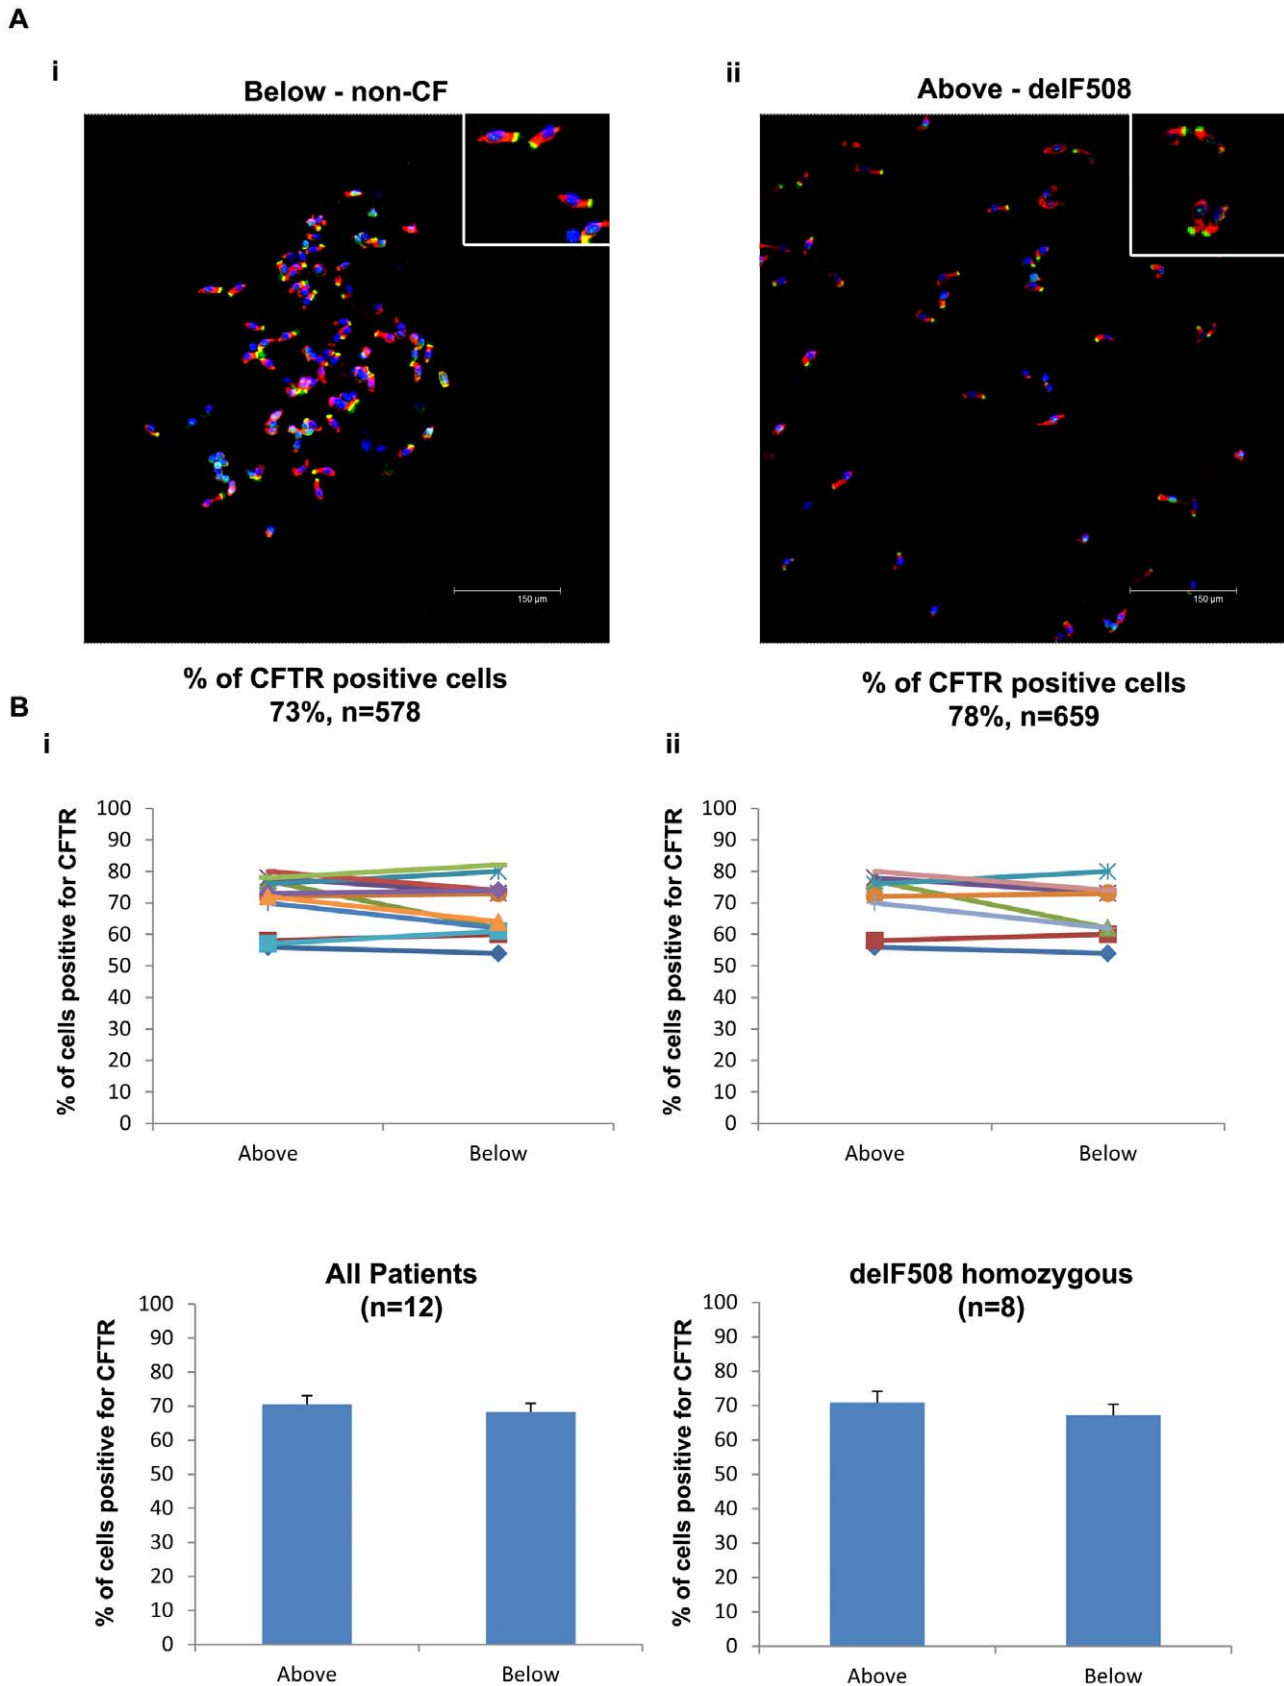 A
i
Below - non-CF
ii
Above - delF508
150 µm
150 µm
% of CFTR positive cells
73%, n=578
% of CFTR positive cells
78%, n=659
B
i
% of cells positive for CFTR
100
90
80
70
60
50
40
30
20
10
0
Above
Below
ii
% of cells positive for CFTR
100
90
80
70
60
50
40
30
20
10
0
Above
Below
All Patients
(n=12)
% of cells positive for CFTR
100
90
80
70
60
50
40
30
20
10
0
Above
Below
delF508 homozygous
(n=8)
% of cells positive for CFTR
100
90
80
70
60
50
40
30
20
10
0
Above
Below